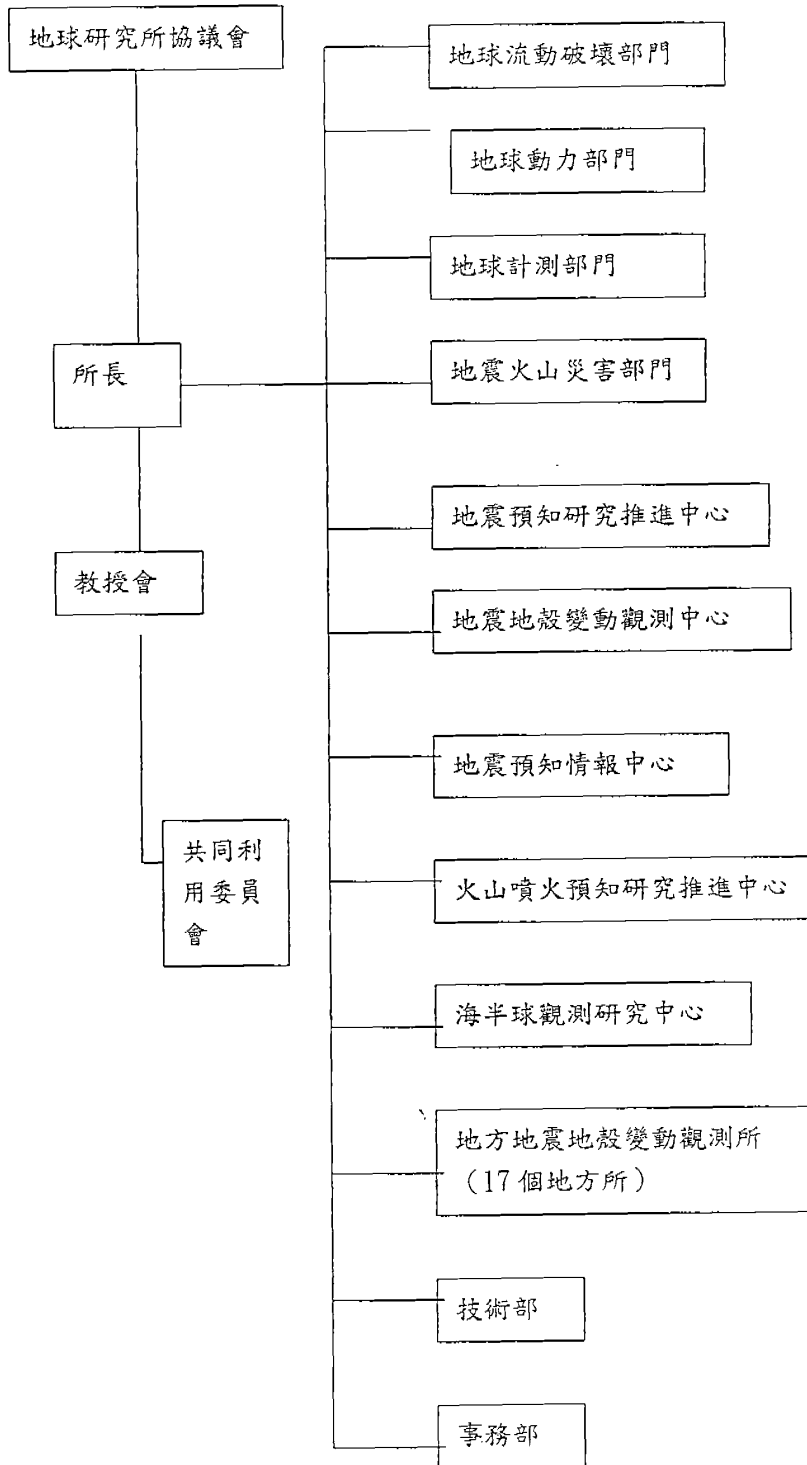 地球研究所協議會
所長
教授會
共同利
用委員
會
地球流動破壞部門
地球動力部門
地球計測部門
地震火山災害部門
地震預知研究推進中心
地震地殼變動觀測中心
地震預知情報中心
火山噴火預知研究推進中心
海半球觀測研究中心
地方地震地殼變動觀測所
（17個地方所）
技術部
事務部